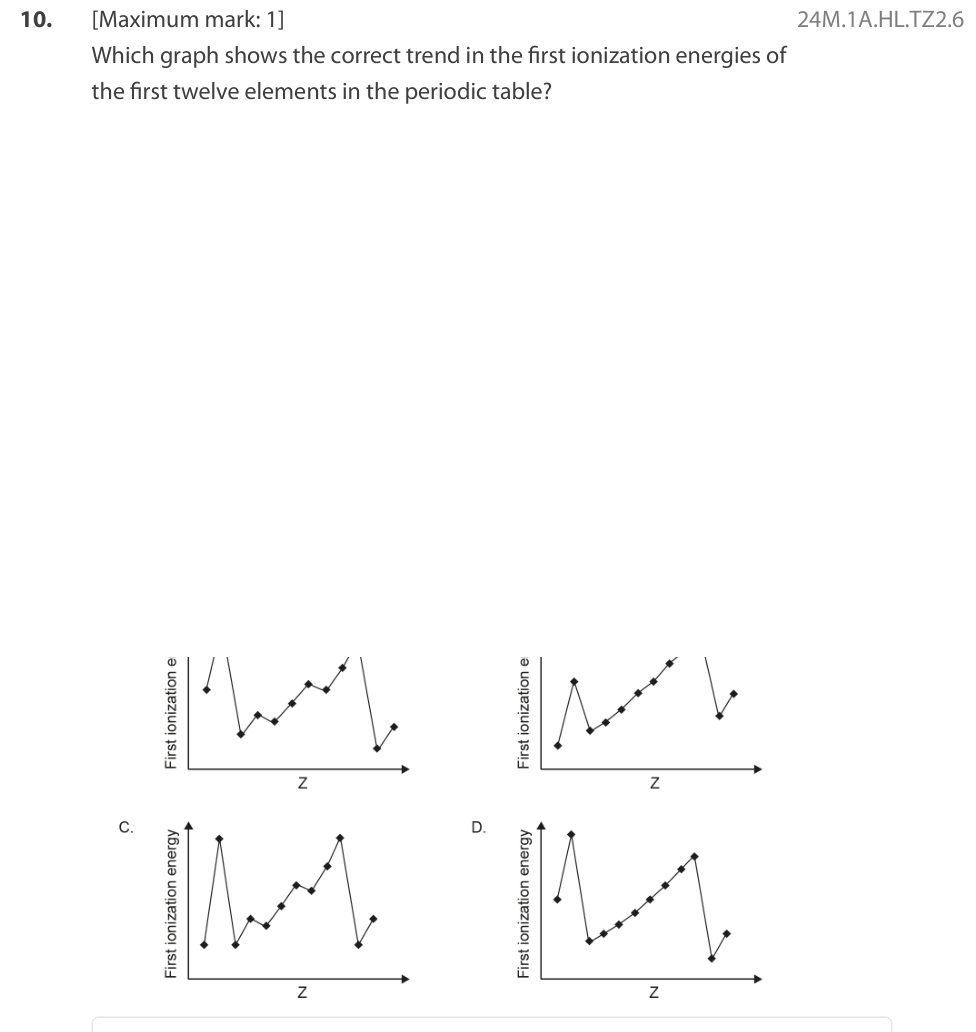 10. [Maximum mark: 1] 24M.1A.HL.TZ2.6
Which graph shows the correct trend in the first ionization energies of
the first twelve elements in the periodic table?
First ionization e
Z
First ionization e
Z
C.
First ionization energy
Z
D.
First ionization energy
Z